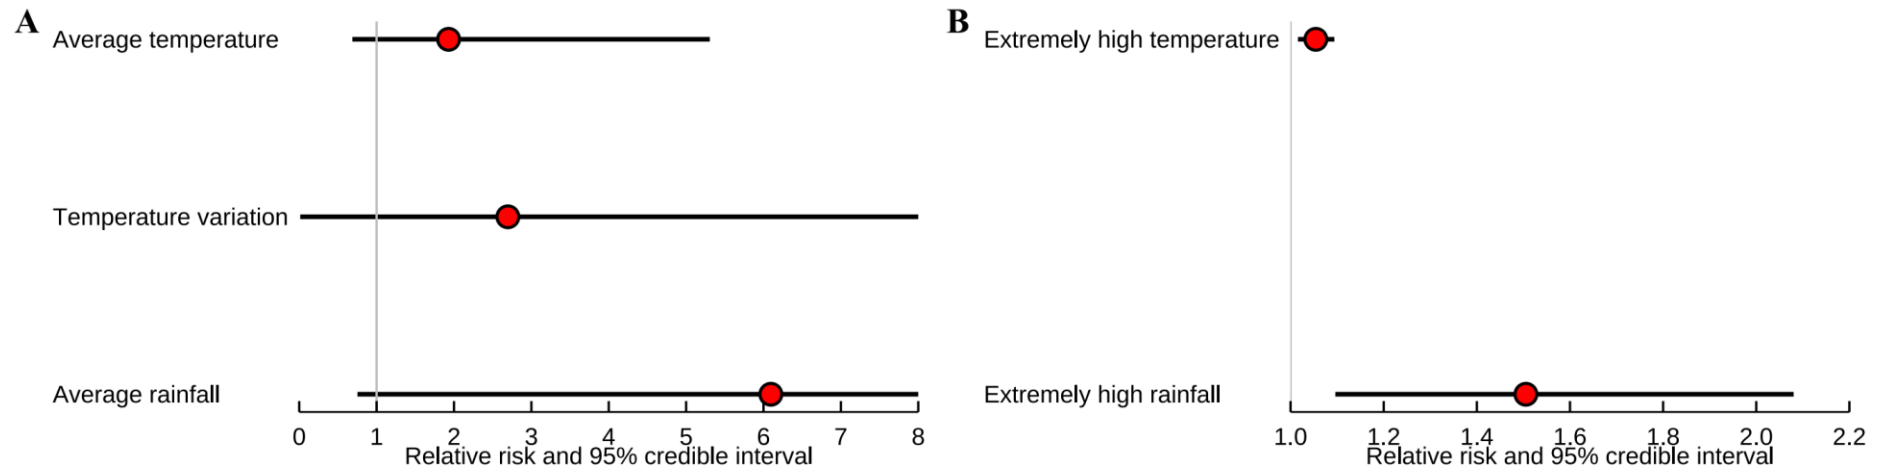 A
Average temperature
Temperature variation
Average rainfall
0 1 2 3 4 5 6 7 8
Relative risk and 95% credible interval
B
Extremely high temperature
Extremely high rainfall
1.0 1.2 1.4 1.6 1.8 2.0 2.2
Relative risk and 95% credible interval